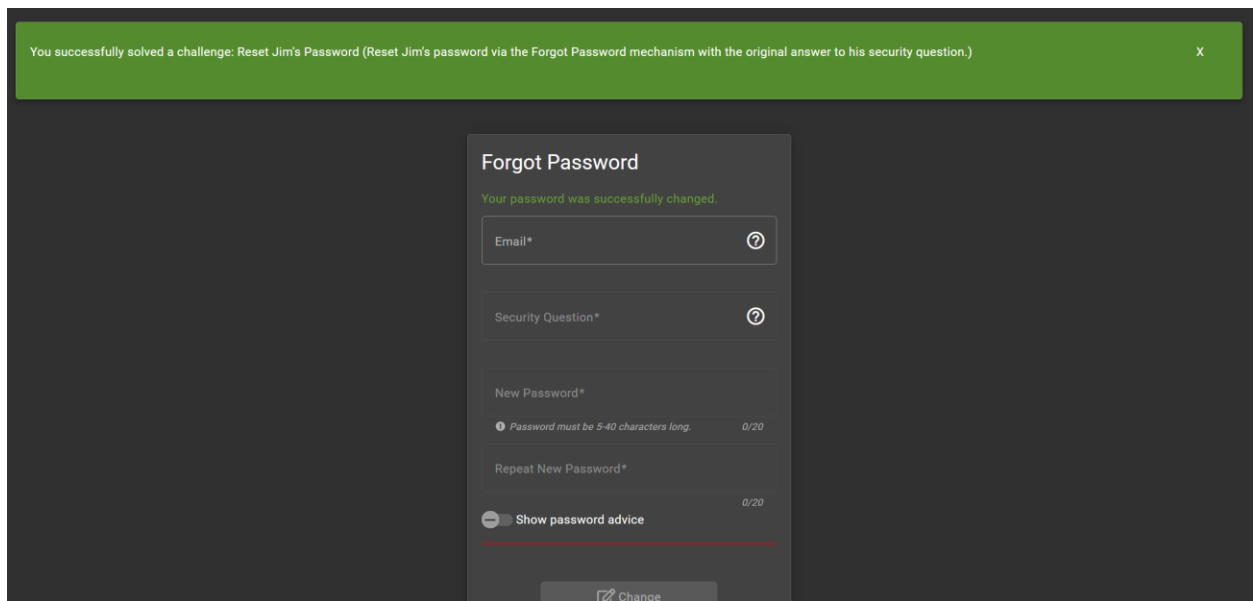 You successfully solved a challenge: Reset Jim's Password (Reset Jim's password via the Forgot Password mechanism with the original answer to his security question.)
X
Forgot Password
Your password was successfully changed.
Email*
Security Question*
New Password*
Password must be 5-40 characters long. 0/20
Repeat New Password*
0/20
Show password advice
Change